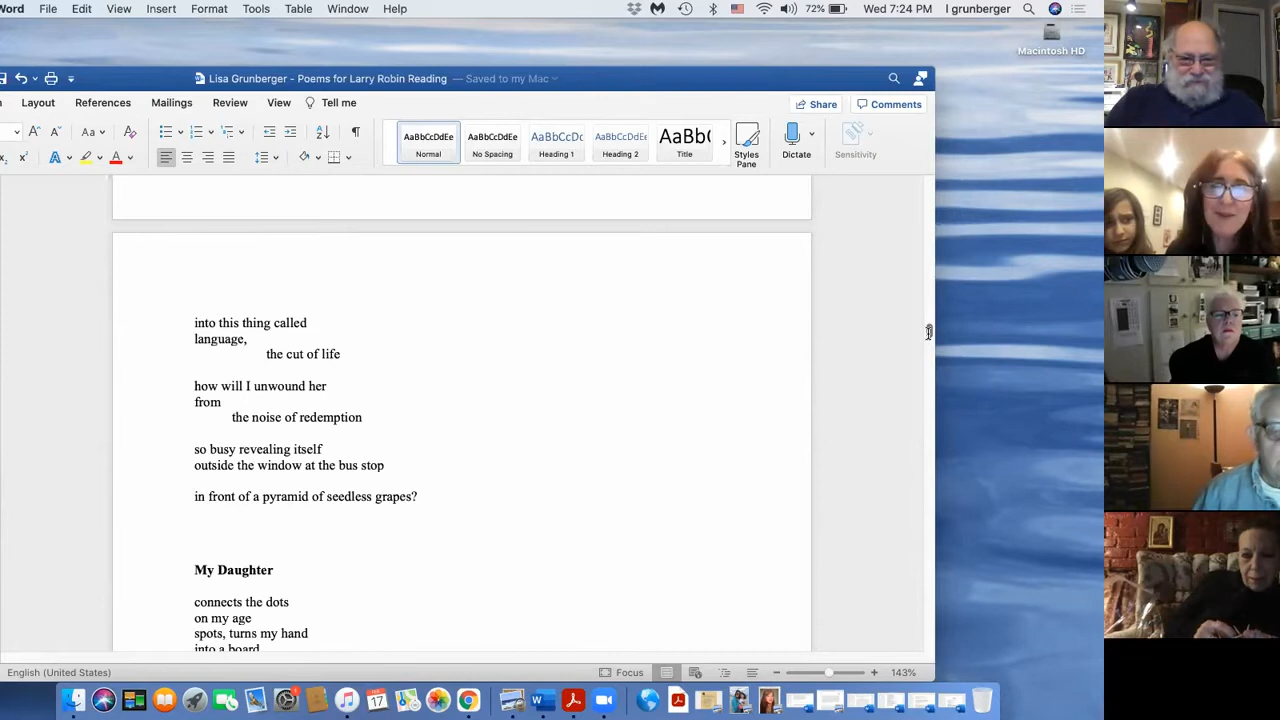 Word File Edit View Insert Format Tools Table Window Help 72% Wed 7:24 PM l grunberger
Macintosh HD
Lisa Grunberger - Poems for Larry Robin Reading — Saved to my Mac
Layout References Mailings Review View Tell me Share Comments
Aa
AaBbCcDdEe AaBbCcDdEe AaBbCcDc AaBbCcDdEe AaBb(
Normal No Spacing Heading 1 Heading 2 Title Styles Pane Dictate Sensitivity
into this thing called
language,
the cut of life
how will I unwound her
from
the noise of redemption
so busy revealing itself
outside the window at the bus stop
in front of a pyramid of seedless grapes?
My Daughter
connects the dots
on my age
spots, turns my hand
into a board
English (United States) Focus 143%
FEB
17